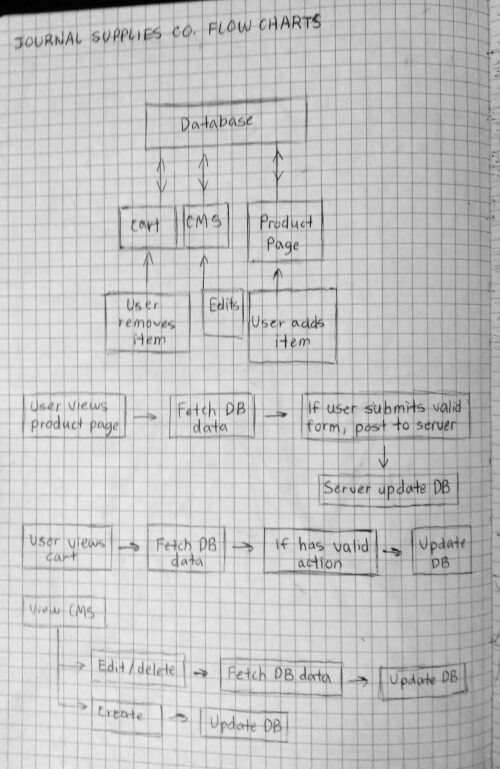 JOURNAL SUPPLIES CO. FLOW CHARTS
Database
Cart
CMS
Product
Page
User
removes
item
Edits
User adds
item
User views
product page
Fetch DB
data
If user submits valid
form, post to server
Server update DB
User views
cart
Fetch DB
data
If has valid
action
Update
DB
View CMS
Edit/delete
Fetch DB data
Update DB
Create
Update DB